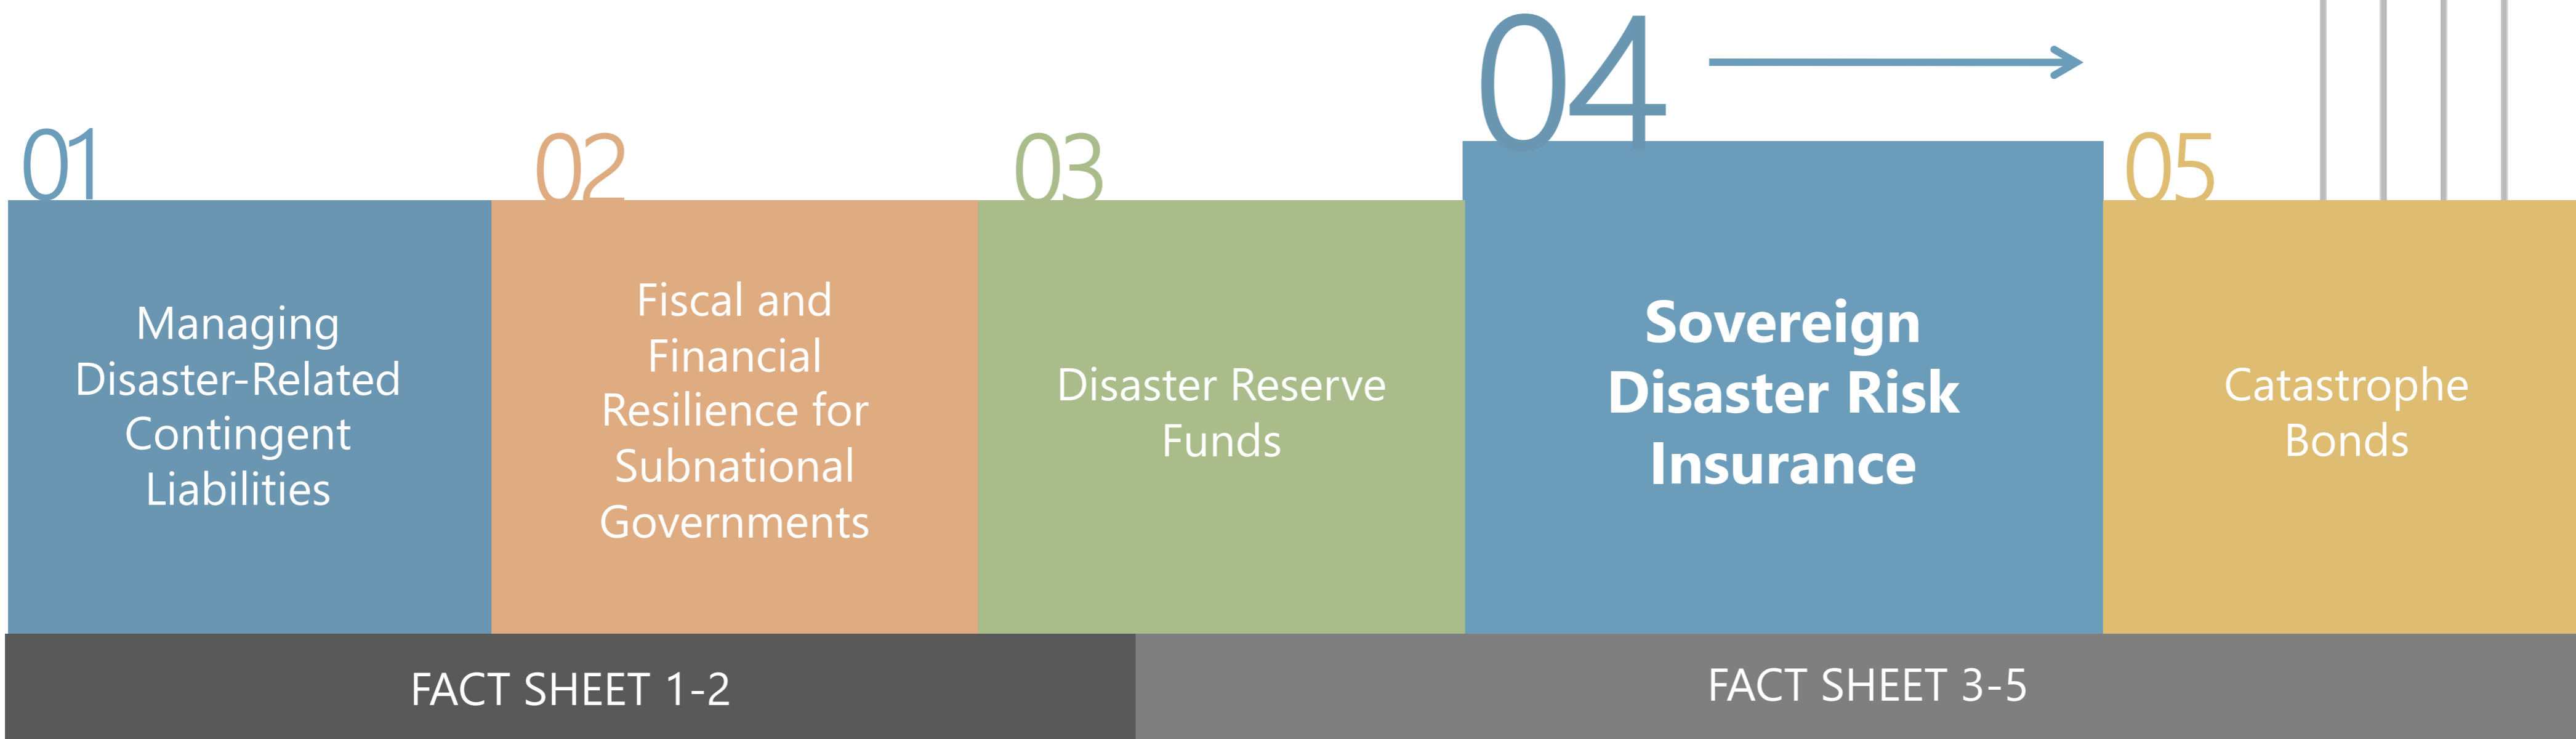 01
Managing
Disaster-Related
Contingent
Liabilities
02
Fiscal and
Financial
Resilience for
Subnational
Governments
03
Disaster Reserve
Funds
04
Sovereign
Disaster Risk
Insurance
05
Catastrophe
Bonds
FACT SHEET 1-2
FACT SHEET 3-5